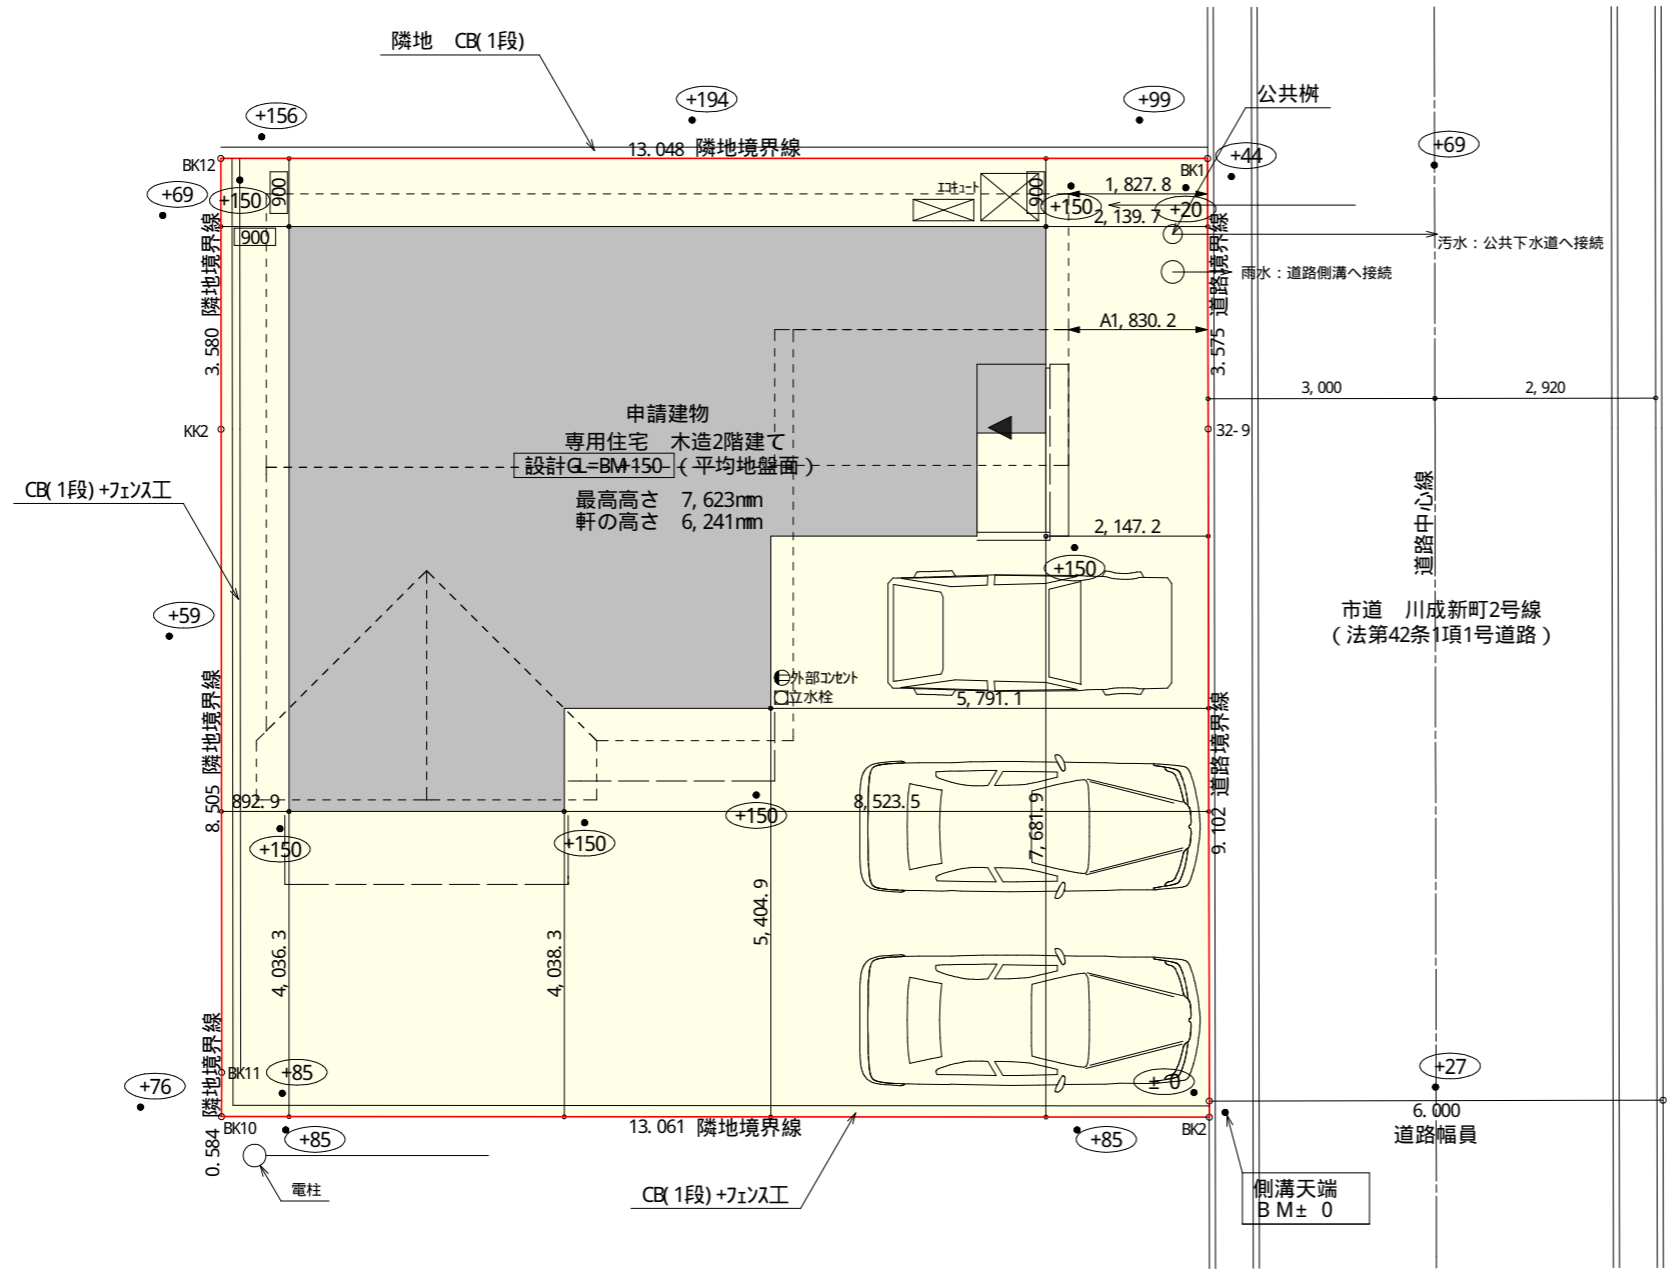 隣地　CB(1段)
+156
+194
+99
公共桝
13.048 隣地境界線
BK12
BK1
+44
+69
+69
+150
900
エコキュート
900
+150
1,827.8
+20
2,139.7
900
汚水：公共下水道へ接続
雨水：道路側溝へ接続
3.580 隣地境界線
3.575 道路境界線
A1,830.2
3,000
2,920
申請建物
専用住宅　木造2階建て
設計GL=BM+150（平均地盤面）
最高高さ　7,623mm
軒の高さ　6,241mm
KK2
32-9
CB(1段)+フェンス工
道路中心線
2,147.2
+150
市道　川成新町2号線
（法第42条1項1号道路）
+59
外部コンセント
立水栓
5,791.1
8.505 隣地境界線
9.102 道路境界線
892.9
8,523.5
7,681.9
+150
+150
+150
4,036.3
4,038.3
5,404.9
0.584 隣地境界線
BK11
+85
+76
±0
+27
6.000
道路幅員
BK10
+85
13.061 隣地境界線
+85
BK2
電柱
CB(1段)+フェンス工
側溝天端
BM±0